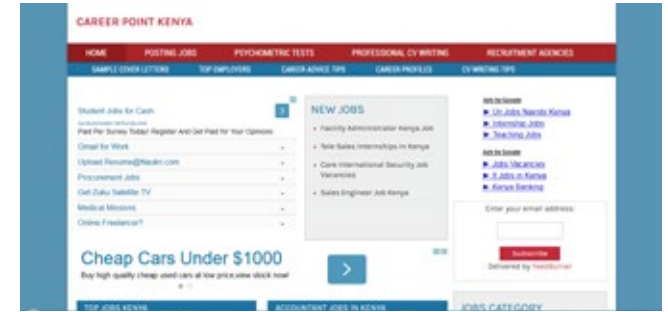 CAREER POINT KENYA
HOME POSTING JOBS PSYCHOMETRIC TESTS PROFESSIONAL CV WRITING RECRUITMENT AGENCIES
SAMPLE COVER LETTERS TOP EMPLOYERS CAREER ADVICE TIPS CAREER PROFILES CV WRITING TIPS
Student Jobs for Cash
Paid Per Survey Today! Register And Get Paid for Your Opinions
Gmail for Work
Upload Resume@Naukri.com
Procurement Jobs
Get Zuku Satellite TV
Medical Missions
Online Freelancer?
NEW JOBS
Facility Administrator Kenya Job
Tele Sales Internships in Kenya
Care International Security Job
Vacancies
Sales Engineer Job Kenya
Ads by Google
► Un Jobs Nairobi Kenya
► Internship Jobs
► Teaching Jobs
Ads by Google
► Jobs Vacancies
► It Jobs in Kenya
► Kenya Banking
Enter your email address:
Subscribe
Delivered by FeedBurner
Cheap Cars Under $1000
Buy high quality cheap used cars at low price,view stock now!
TOP JOBS KENYA
ACCOUNTANT JOBS IN KENYA
JOBS CATEGORY